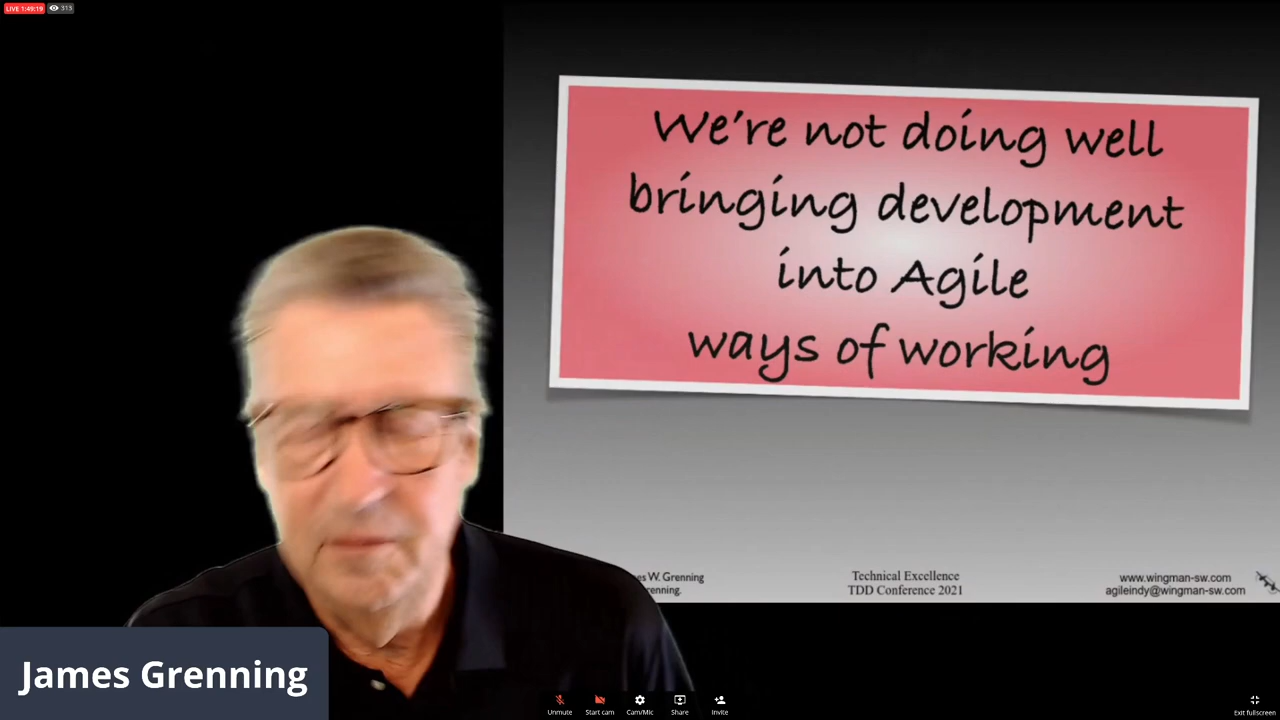 LIVE 1:49:19 315
We're not doing well
bringing development
into Agile
ways of working
W. Grenning
Technical Excellence
TDD Conference 2021
www.wingman-sw.com
agileindy@wingman-sw.com
James Grenning
Unmute
Start cam
Cam/Mic
Share
Invite
Exit fullscreen